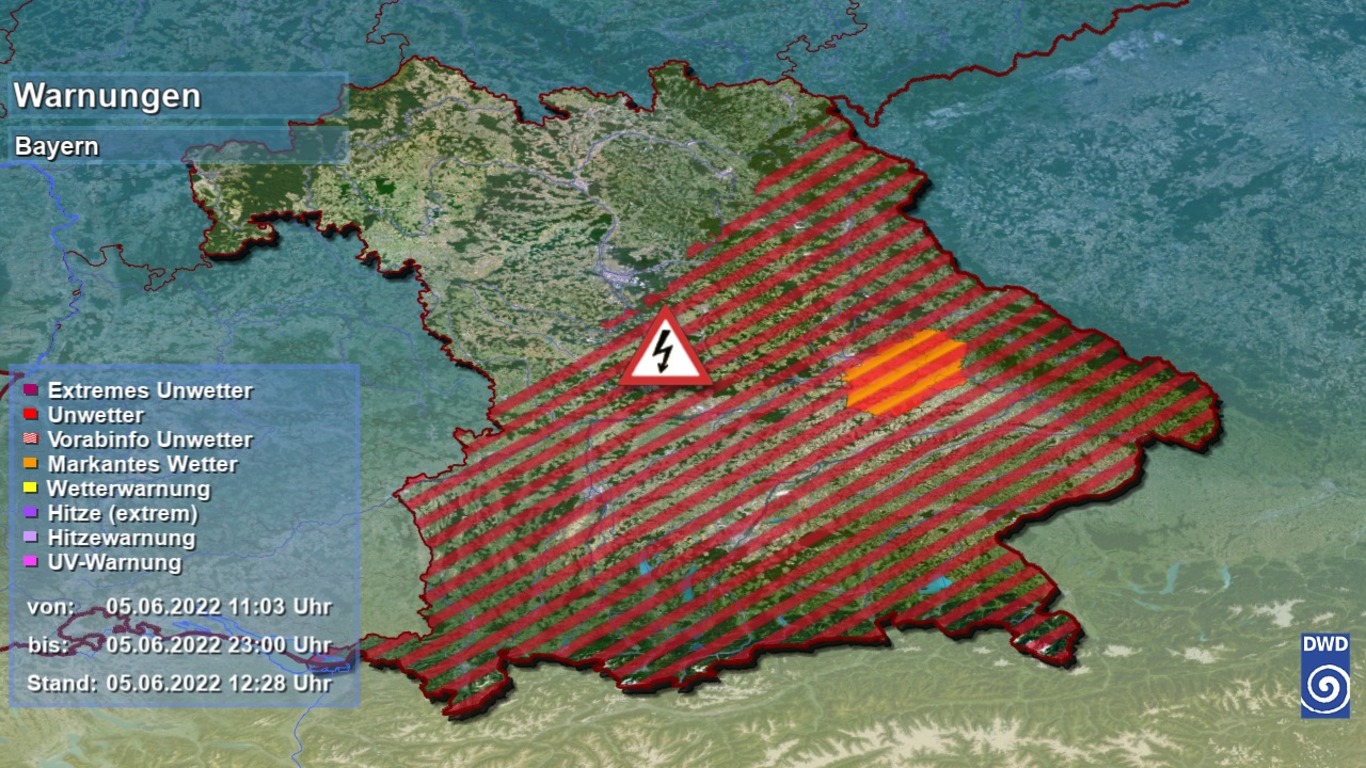 Warnungen
Bayern
Extremes Unwetter
Unwetter
Vorabinfo Unwetter
Markantes Wetter
Wetterwarnung
Hitze (extrem)
Hitzewarnung
UV-Warnung
von: 05.06.2022 11:03 Uhr
bis: 05.06.2022 23:00 Uhr
Stand: 05.06.2022 12:28 Uhr
DWD